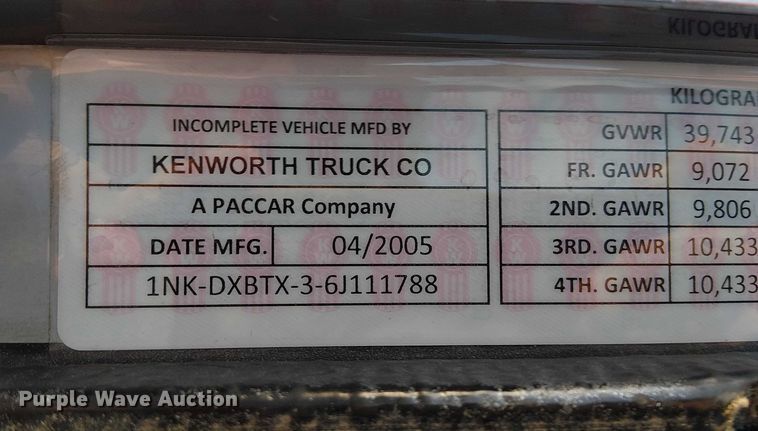 KILOGRA
INCOMPLETE VEHICLE MFD BY
KENWORTH TRUCK CO
A PACCAR Company
DATE MFG. 04/2005
1NK-DXBTX-3-6J111788
GVWR 39,743
FR. GAWR 9,072
2ND. GAWR 9,806
3RD. GAWR 10,433
4TH. GAWR 10,433
Purple Wave Auction